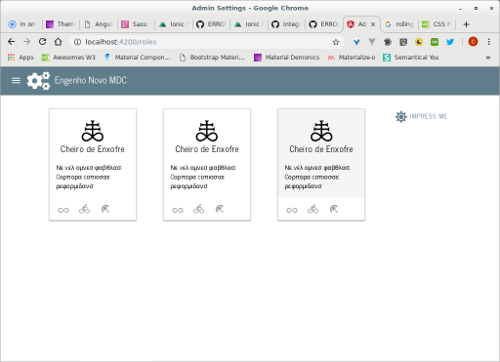 Admin Settings - Google Chrome
In on
Them
Angu
Sass
Ionic
ERRO
Ionic
Integ
ERRO
Ad
rolling
CSS F
localhost:4200/roles
Apps
Awesomes W3
Material Compon...
Bootstrap Materi...
Material Demonics
Materialize-o
Semantical You
Engenho Novo MDC
IMPRESS ME
Cheiro de Enxofre
Νε νελ ομνεσ φαβθλασ
Cορπορα cοπιοσαε
ρεφορμιδανσ
Cheiro de Enxofre
Νε νελ ομνεσ φαβθλασ
Cορπορα cοπιοσαε
ρεφορμιδανσ
Cheiro de Enxofre
Νε νελ ομνεσ φαβθλασ
Cορπορα cοπιοσαε
ρεφορμιδανσ